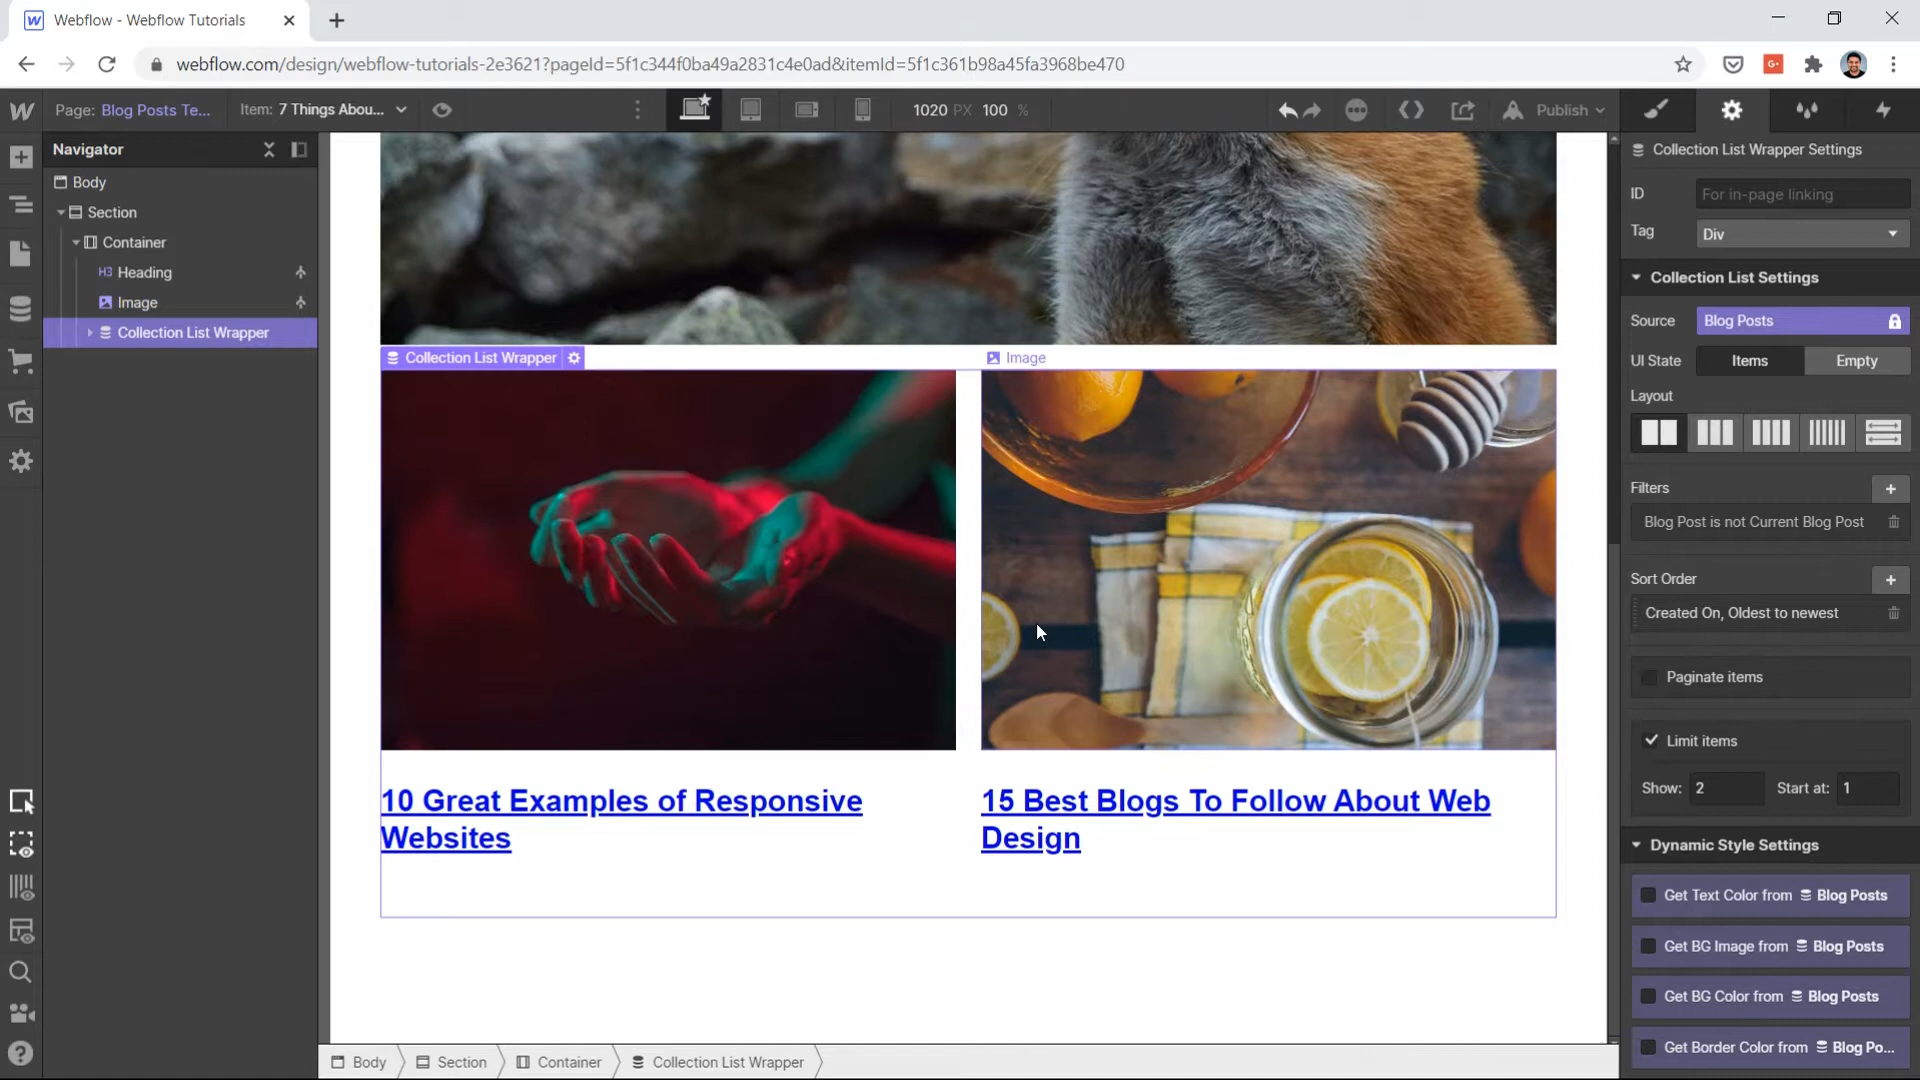 Webflow - Webflow Tutorials
webflow.com/design/webflow-tutorials-2e3621?pageId=5f1c344f0ba49a2831c4e0ad&itemId=5f1c361b98a45fa3968be470
Page: Blog Posts Te... Item: 7 Things Abou... 1020 PX 100 % Publish
Navigator
Body
Section
Container
H3 Heading
Image
Collection List Wrapper
Collection List Wrapper
Image
10 Great Examples of Responsive
Websites
15 Best Blogs To Follow About Web
Design
Body Section Container Collection List Wrapper
Collection List Wrapper Settings
ID For in-page linking
Tag Div
Collection List Settings
Source Blog Posts
UI State Items Empty
Layout
Filters
Blog Post is not Current Blog Post
Sort Order
Created On, Oldest to newest
Paginate items
Limit items
Show: 2 Start at: 1
Dynamic Style Settings
Get Text Color from Blog Posts
Get BG Image from Blog Posts
Get BG Color from Blog Posts
Get Border Color from Blog Po...